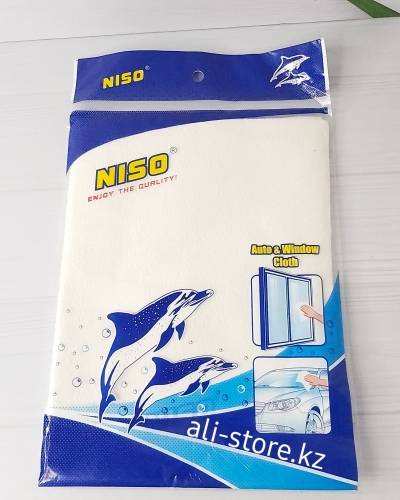 NISO®
NISO®
ENJOY THE QUALITY!
Auto & Window
Cloth
ali-store.kz